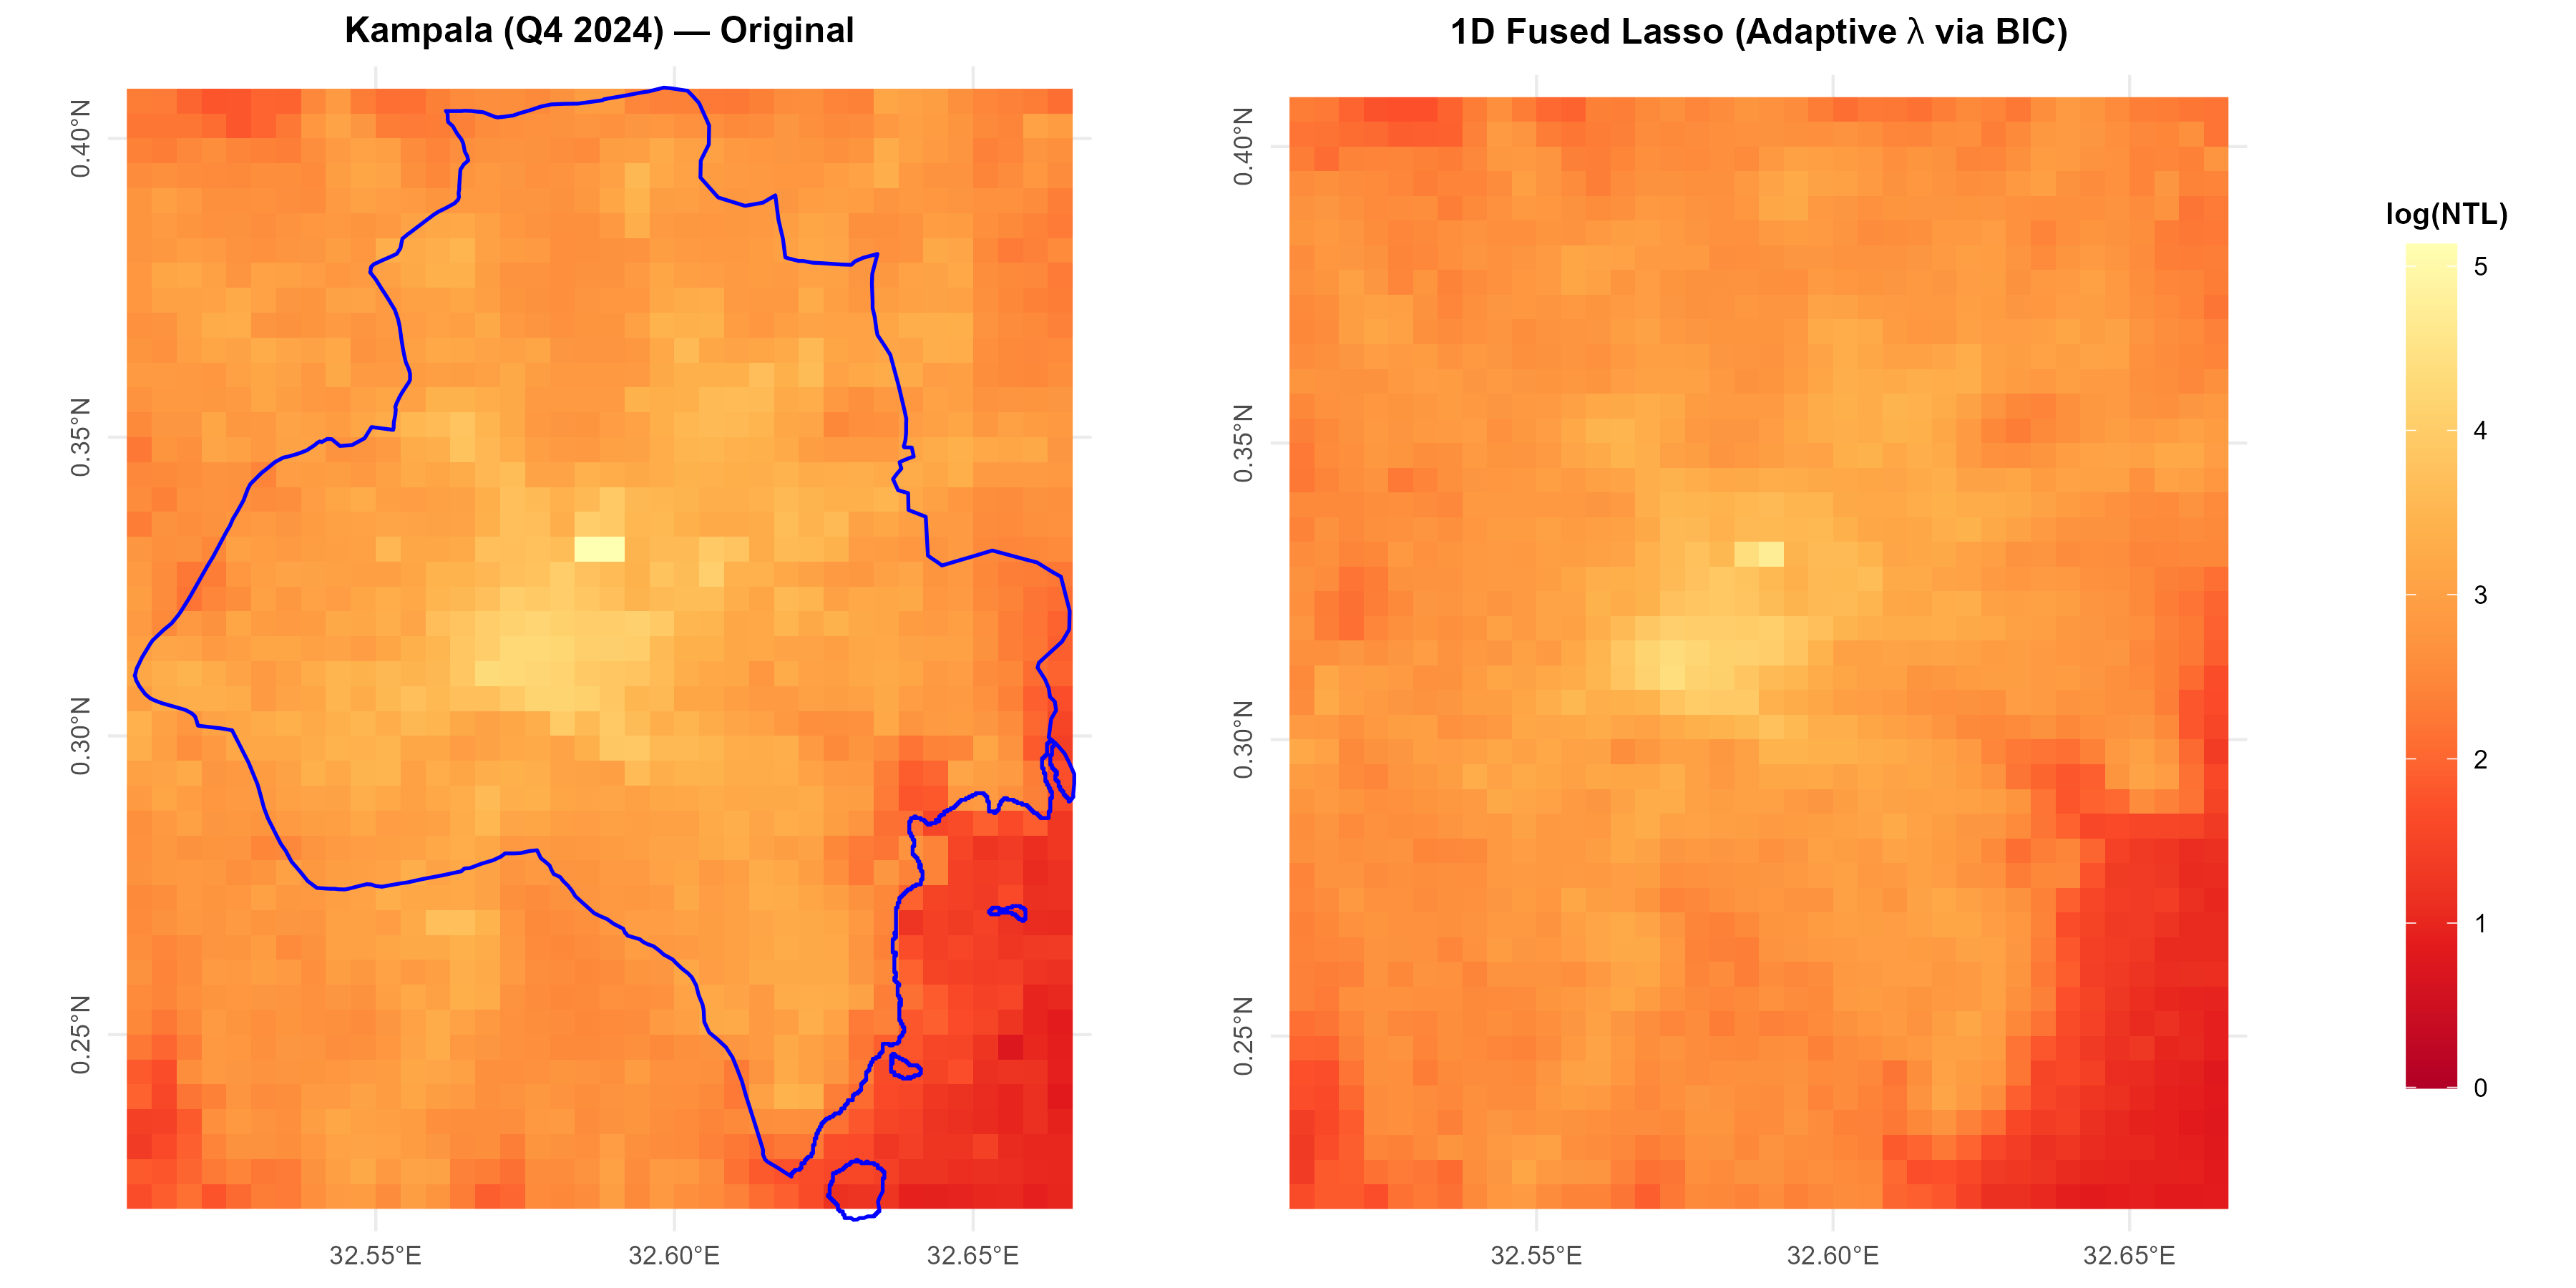 Kampala (Q4 2024) — Original
0.40°N
0.35°N
0.30°N
0.25°N
32.55°E
32.60°E
32.65°E
1D Fused Lasso (Adaptive λ via BIC)
0.40°N
0.35°N
0.30°N
0.25°N
32.55°E
32.60°E
32.65°E
log(NTL)
5
4
3
2
1
0